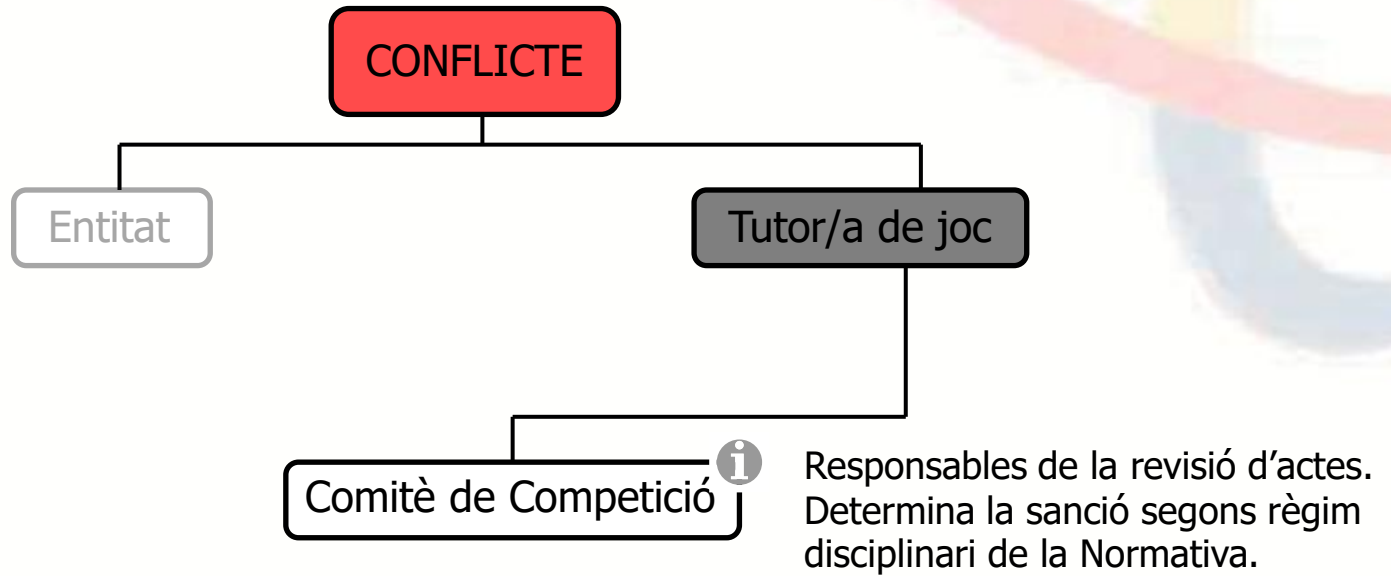 CONFLICTE
Entitat
Tutor/a de joc
Comitè de Competició
Responsables de la revisió d’actes.
Determina la sanció segons règim
disciplinari de la Normativa.